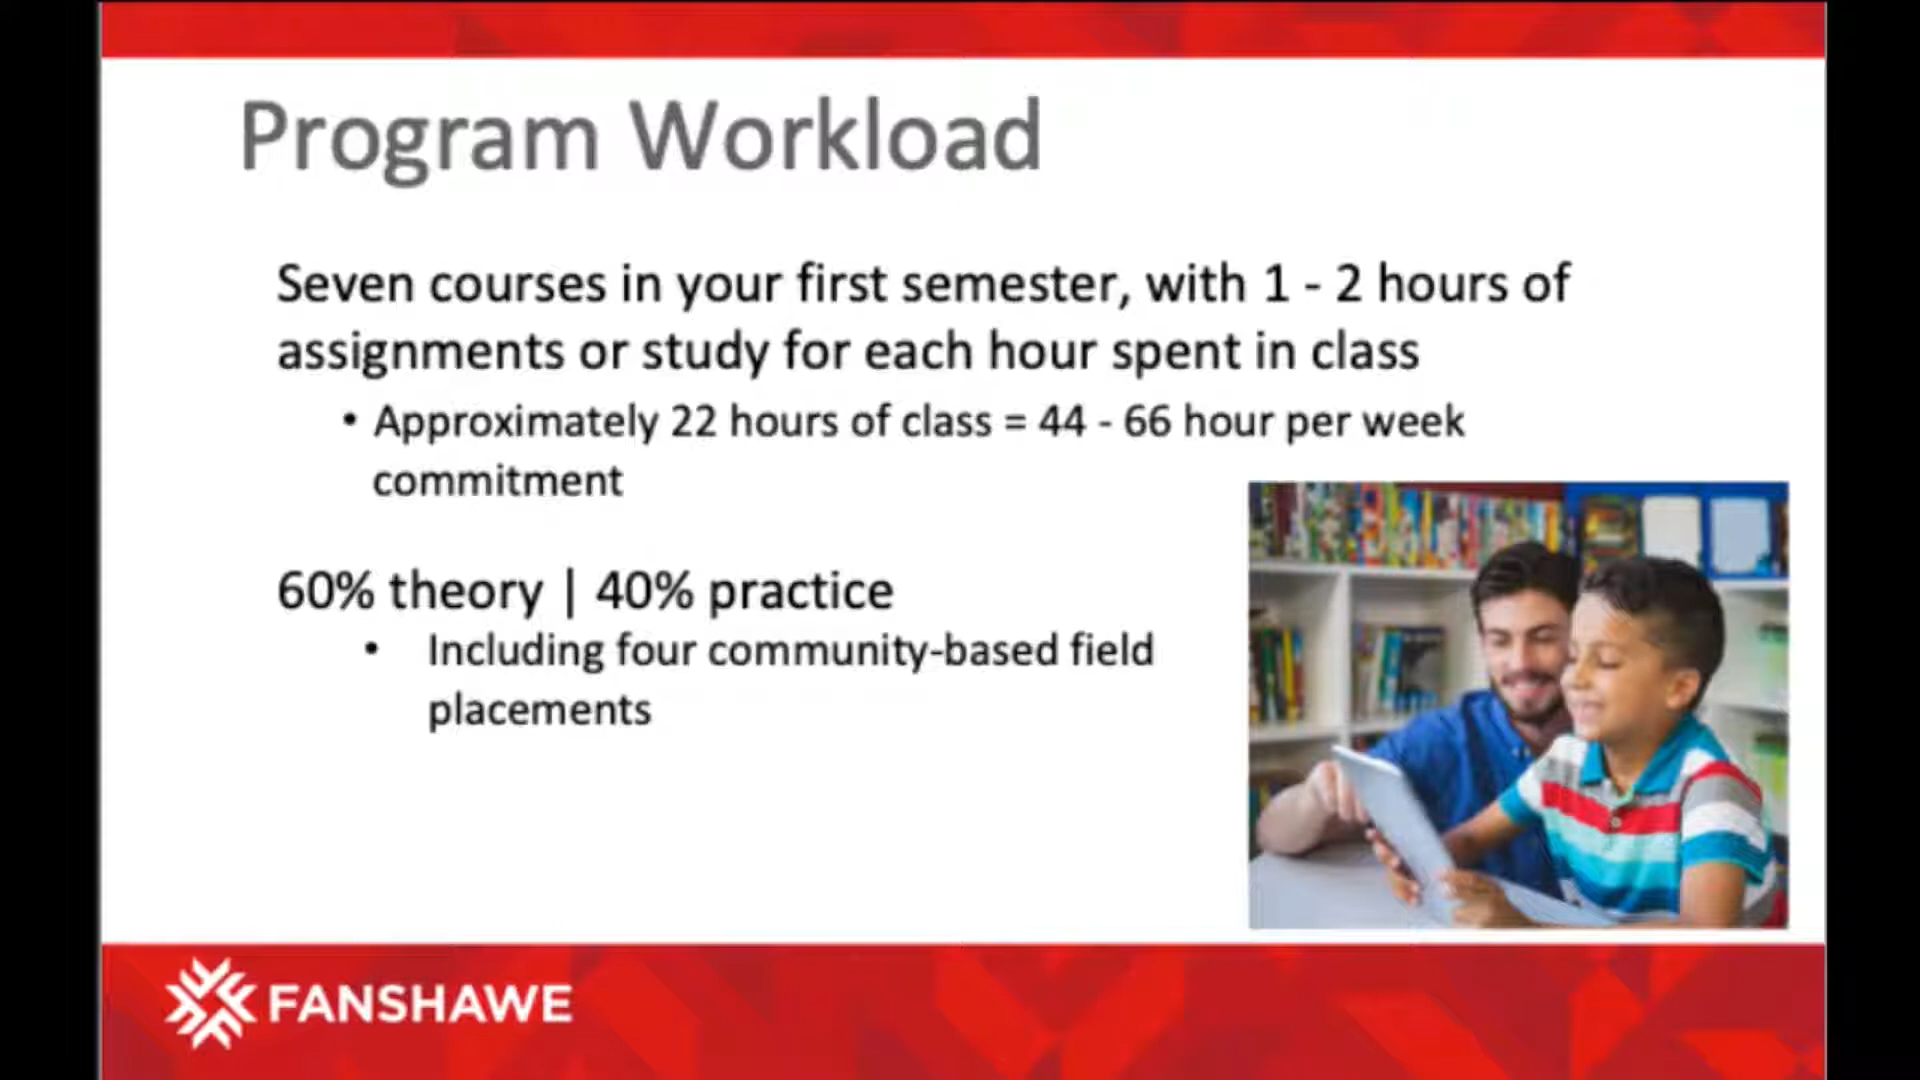 Program Workload
Seven courses in your first semester, with 1 - 2 hours of
assignments or study for each hour spent in class
• Approximately 22 hours of class = 44 - 66 hour per week
commitment
60% theory | 40% practice
• Including four community-based field
placements
FANSHAWE